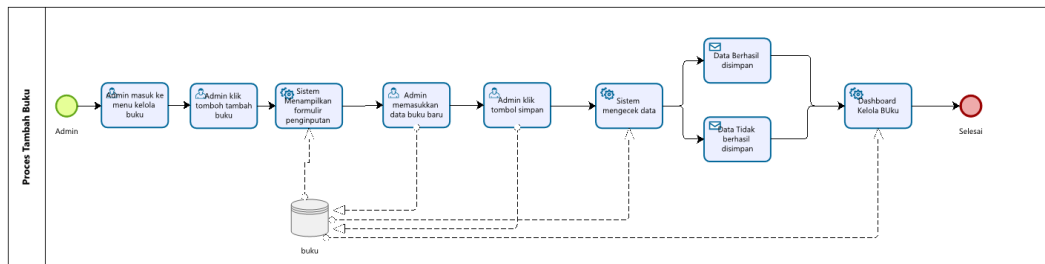 Proces Tambah Buku
Admin
Admin masuk ke
menu kelola
buku
Admin klik
tomboh tambah
buku
Sistem
Menampilkan
formulir
penginputan
Admin
memasukkan
data buku baru
Admin klik
tombol simpan
Sistem
mengecek data
Data Berhasil
disimpan
Data Tidak
berhasil
disimpan
Dashboard
Kelola BUku
Selesai
buku